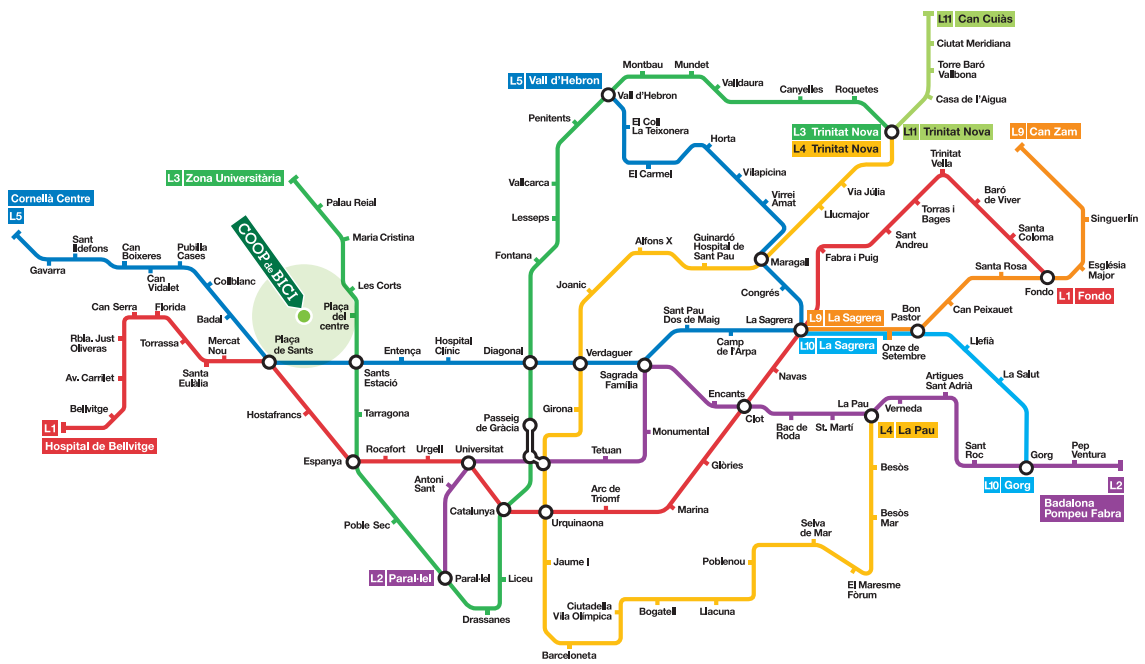 L11 Can Cuiàs
Ciutat Meridiana
Torre Baró
Vallbona
Casa de l'Aigua
Montbau
Mundet
L5 Vall d'Hebron
Vall d'Hebron
Valldaura
Canyelles
Roquetes
Penitents
El Coll
La Teixonera
L3 Trinitat Nova
L11 Trinitat Nova
L4 Trinitat Nova
L9 Can Zam
Horta
El Carmel
Vilapicina
Virrei
Amat
Via Júlia
Llucmajor
Trinitat
Vella
Baró
de Viver
Torras i
Bages
Santa
Coloma
Singuerlín
Sant
Andreu
L3 Zona Universitària
Palau Reial
Vallcarca
Lesseps
Cornellà Centre
L5
COOP de BICI
Maria Cristina
Fontana
Alfons X
Guinardó
Hospital de
Sant Pau
Maragall
Fabra i Puig
Santa Rosa
Església
Major
Fondo
L1 Fondo
Gavarra
Sant
Ildefons
Can
Boixeres
Can
Vidalet
Pubilla
Cases
Collblanc
Les Corts
Joanic
Congrés
Can Peixauet
Can Serra
Florida
Badal
Plaça
del
centre
Sant Pau
Dos de Maig
La Sagrera
L9 La Sagrera
L10 La Sagrera
Bon
Pastor
Rbla. Just
Oliveras
Torrassa
Mercat
Nou
Plaça
de Sants
Entença
Hospital
Clínic
Diagonal
Verdaguer
Camp
de l'Arpa
Onze de
Setembre
Llefià
Av. Carrilet
Santa
Eulàlia
Sants
Estació
Sagrada
Família
Navas
La Salut
Artigues
Sant Adrià
Bellvitge
Hostafrancs
Tarragona
Passeig
de Gràcia
Girona
Encants
Clot
La Pau
Verneda
L1
Hospital de Bellvitge
Monumental
Bac de
Roda
St. Martí
L4 La Pau
Espanya
Rocafort
Urgell
Universitat
Tetuan
Glòries
Besòs
Sant
Roc
Gorg
Pep
Ventura
L10 Gorg
L2
Badalona
Pompeu Fabra
Antoni
Sant
Catalunya
Urquinaona
Arc de
Triomf
Marina
Besòs
Mar
Poble Sec
Selva
de Mar
L2 Paral·lel
Paral·lel
Liceu
Jaume I
Poblenou
El Maresme
Fòrum
Drassanes
Ciutadella
Vila Olímpica
Bogatell
Llacuna
Barceloneta